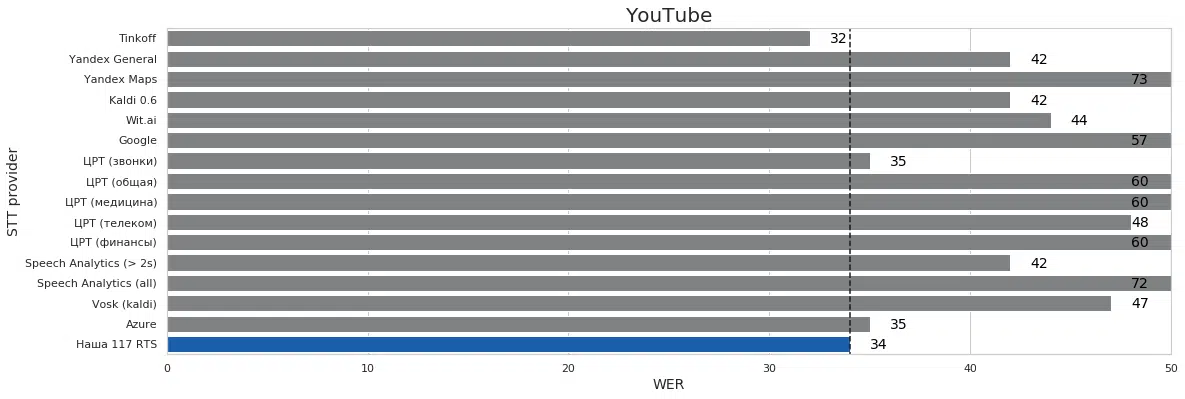 YouTube
STT provider
Tinkoff 32
Yandex General 42
Yandex Maps 73
Kaldi 0.6 42
Wit.ai 44
Google 57
ЦРТ (звонки) 35
ЦРТ (общая) 60
ЦРТ (медицина) 60
ЦРТ (телеком) 48
ЦРТ (финансы) 60
Speech Analytics (> 2s) 42
Speech Analytics (all) 72
Vosk (kaldi) 47
Azure 35
Наша 117 RTS 34
0 10 20 30 40 50
WER